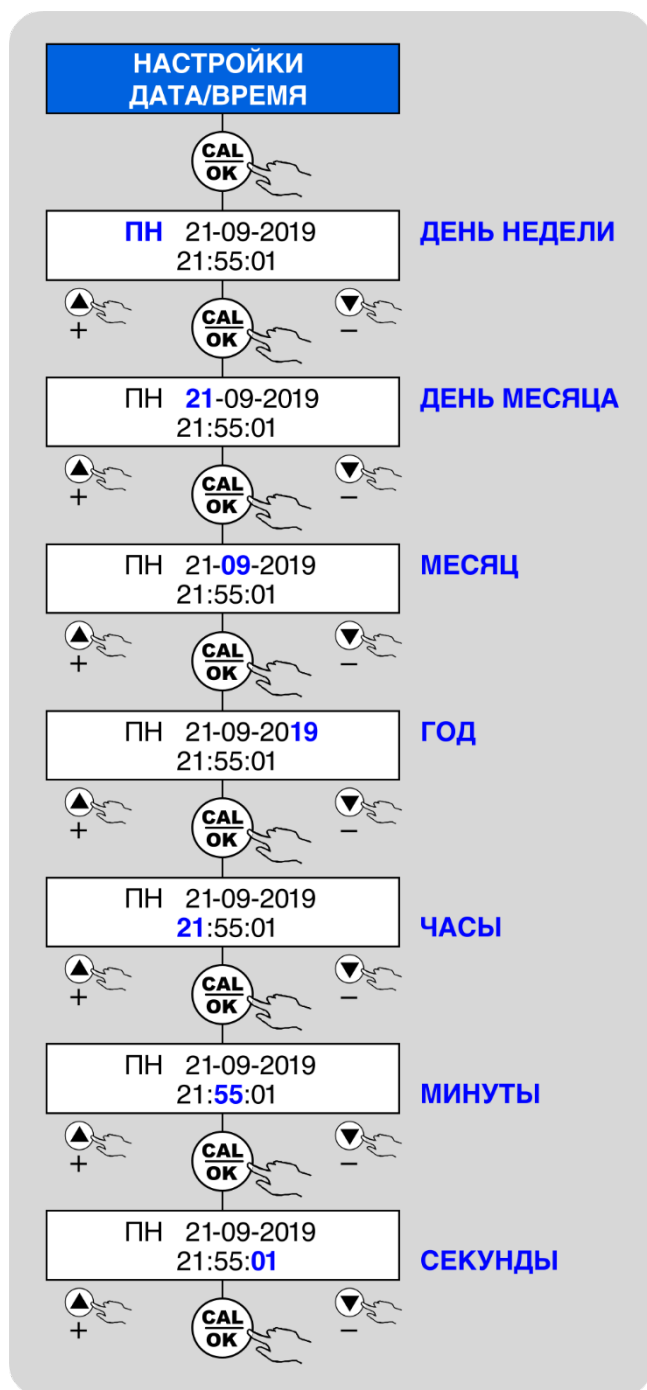 НАСТРОЙКИ
ДАТА/ВРЕМЯ
CAL
OK
ПН 21-09-2019 ДЕНЬ НЕДЕЛИ
21:55:01
+ CAL –
OK
ПН 21-09-2019 ДЕНЬ МЕСЯЦА
21:55:01
+ CAL –
OK
ПН 21-09-2019 МЕСЯЦ
21:55:01
+ CAL –
OK
ПН 21-09-2019 ГОД
21:55:01
+ CAL –
OK
ПН 21-09-2019
21:55:01 ЧАСЫ
+ CAL –
OK
ПН 21-09-2019
21:55:01 МИНУТЫ
+ CAL –
OK
ПН 21-09-2019
21:55:01 СЕКУНДЫ
+ CAL –
OK